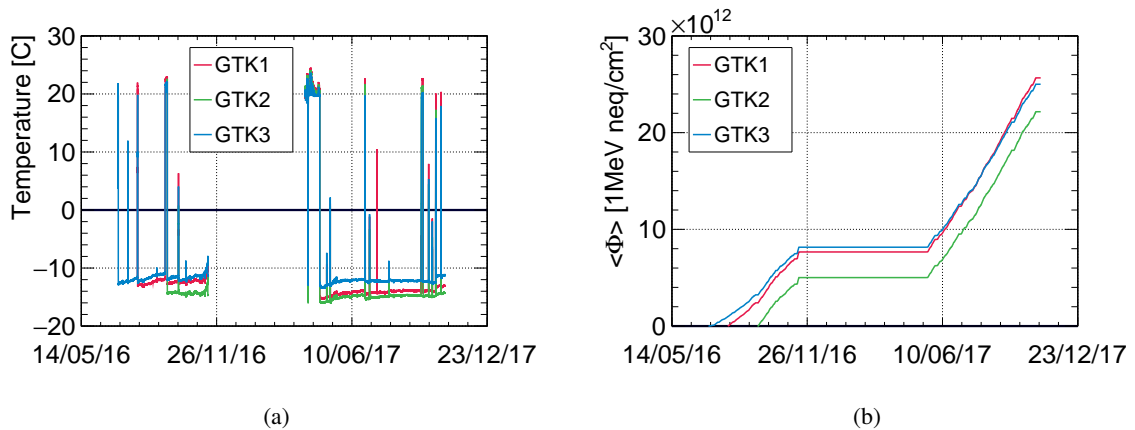 Temperature [C]
30
20
10
0
−10
−20
14/05/16 26/11/16 10/06/17 23/12/17
GTK1
GTK2
GTK3
(a)
<Φ> [1MeV neq/cm²]
×10¹²
30
20
10
0
14/05/16 26/11/16 10/06/17 23/12/17
GTK1
GTK2
GTK3
(b)